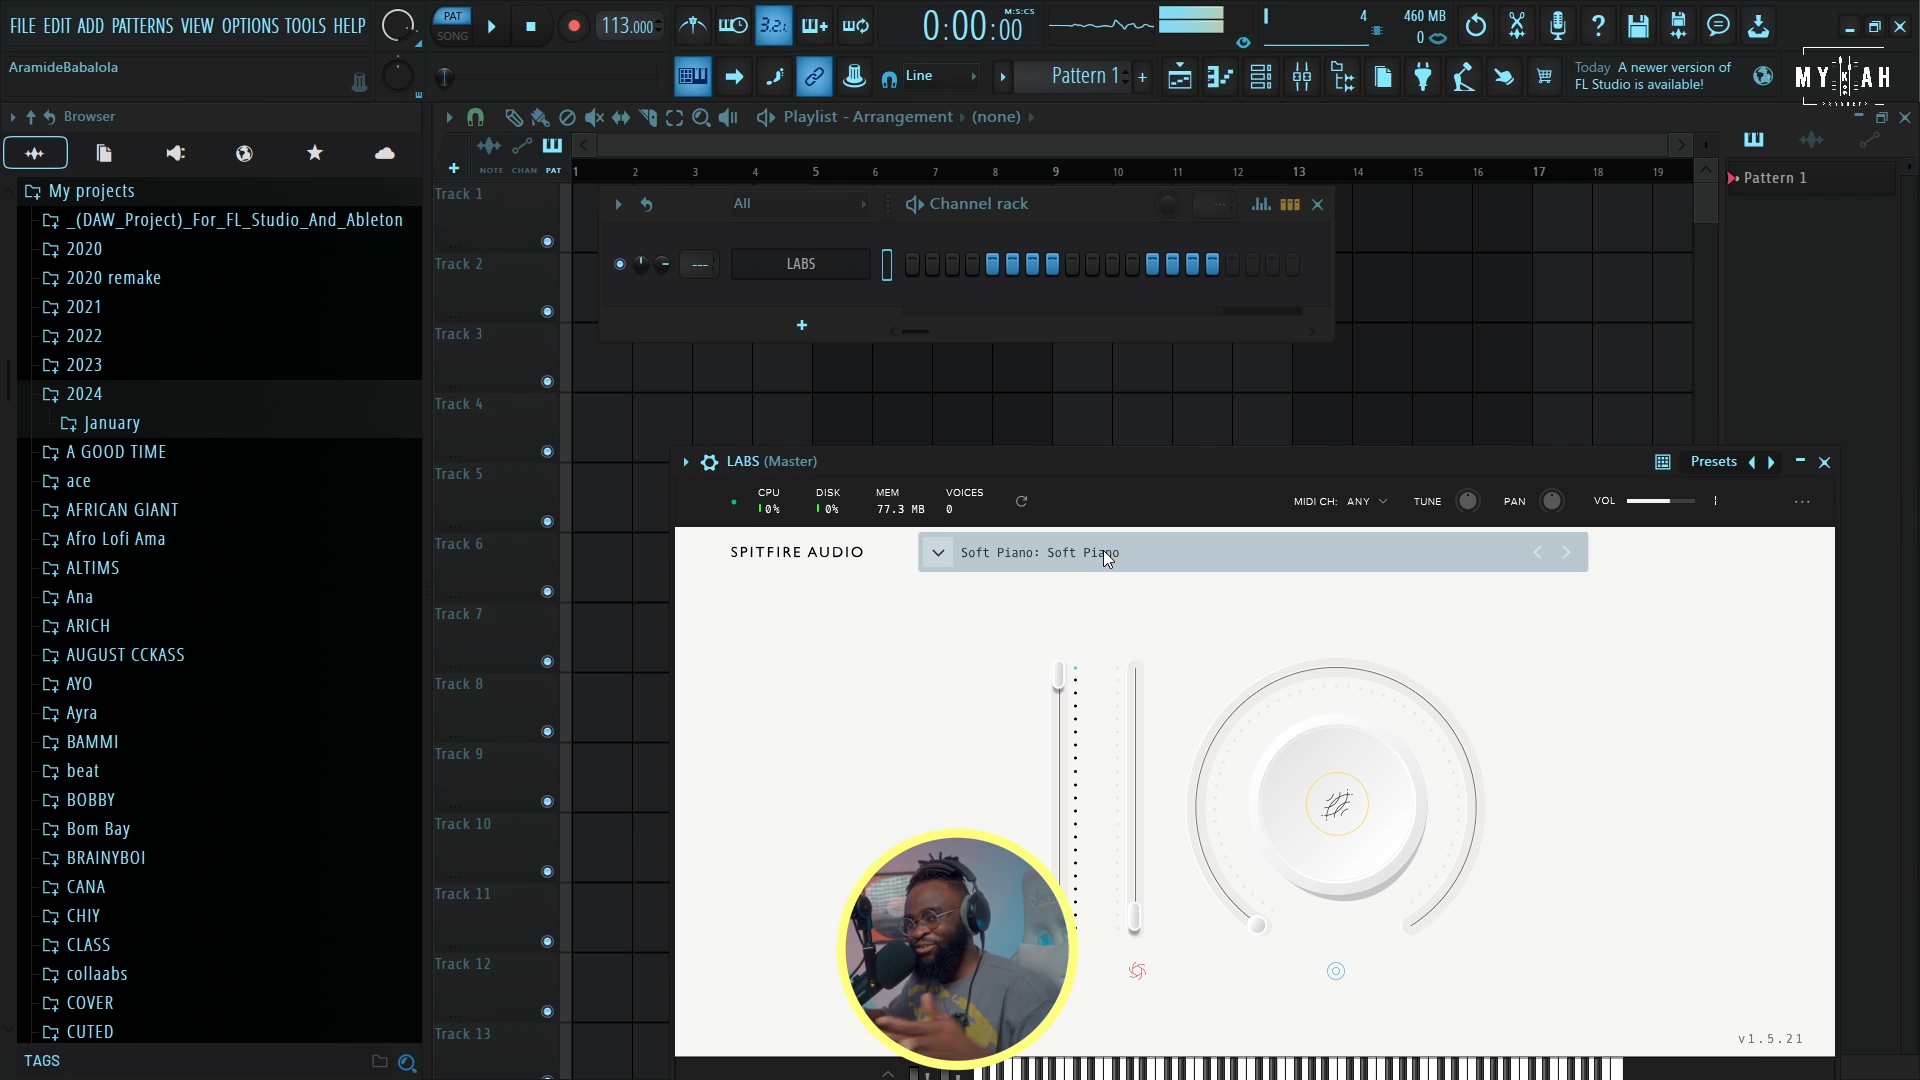 FILE EDIT ADD PATTERNS VIEW OPTIONS TOOLS HELP
PAT
SONG
113.000
3.2.
0:00:00
M:S:CS
4
460 MB
0
AramideBabalola
Line
Pattern 1
Today A newer version of
FL Studio is available!
MYKAH
Browser
Playlist - Arrangement
(none)
NOTE CHAN PAT
1 2 3 4 5 6 7 8 9 10 11 12 13 14 15 16 17 18 19
Pattern 1
My projects
_(DAW_Project)_For_FL_Studio_And_Ableton
2020
2020 remake
2021
2022
2023
2024
January
A GOOD TIME
ace
AFRICAN GIANT
Afro Lofi Ama
ALTIMS
Ana
ARICH
AUGUST CCKASS
AYO
Ayra
BAMMI
beat
BOBBY
Bom Bay
BRAINYBOI
CANA
CHIY
CLASS
collaabs
COVER
CUTED
TAGS
Track 1
Track 2
Track 3
Track 4
Track 5
Track 6
Track 7
Track 8
Track 9
Track 10
Track 11
Track 12
Track 13
All
Channel rack
---
LABS
LABS (Master)
Presets
CPU
0%
DISK
0%
MEM
77.3 MB
VOICES
0
MIDI CH: ANY
TUNE
PAN
VOL
SPITFIRE AUDIO
Soft Piano: Soft Piano
v1.5.21